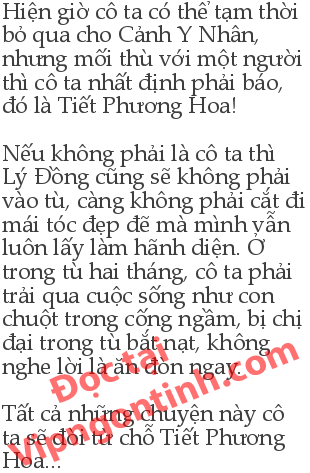 Hiện giờ cô ta có thể tạm thời
bỏ qua cho Cảnh Y Nhân,
nhưng mối thù với một người
thì cô ta nhất định phải báo,
đó là Tiết Phương Hoa!
Nếu không phải là cô ta thì
Lý Đồng cũng sẽ không phải
vào tù, càng không phải cắt đi
mái tóc đẹp đẽ mà mình vẫn
luôn lấy làm hãnh diện. Ở
trong tù hai tháng, cô ta phải
trải qua cuộc sống như con
chuột trong cống ngầm, bị chị
đại trong tù bắt nạt, không
nghe lời là ăn đòn ngay.
Tất cả những chuyện này cô
ta sẽ đòi từ chỗ Tiết Phương
Hoa...
Đọc tại
Vipngontinh.com